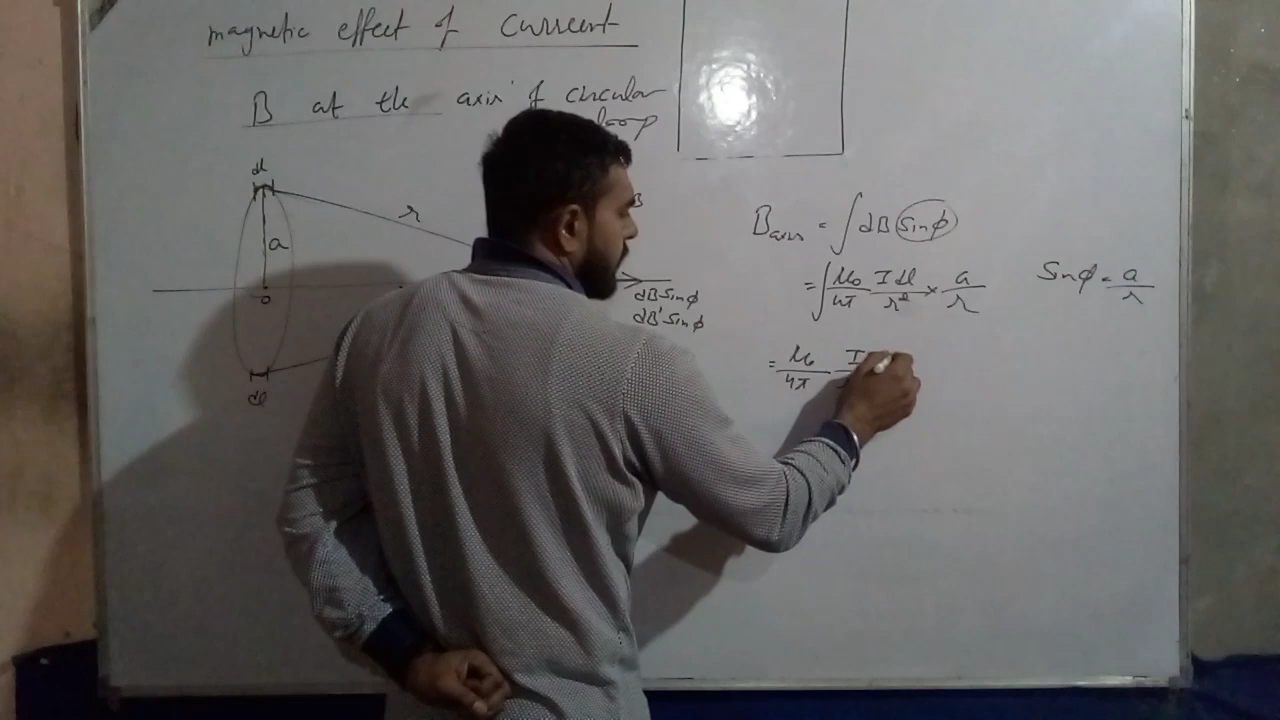 magnetic effect of current
B at the axis of circular
loop
dl
r
a
o
dl
B
dB sinϕ
dB' sinϕ
B axis = ∫ dB sinϕ
= ∫ μ₀/4π I dl/r² × a/r
Sinϕ = a/r
= μ₀/4π I